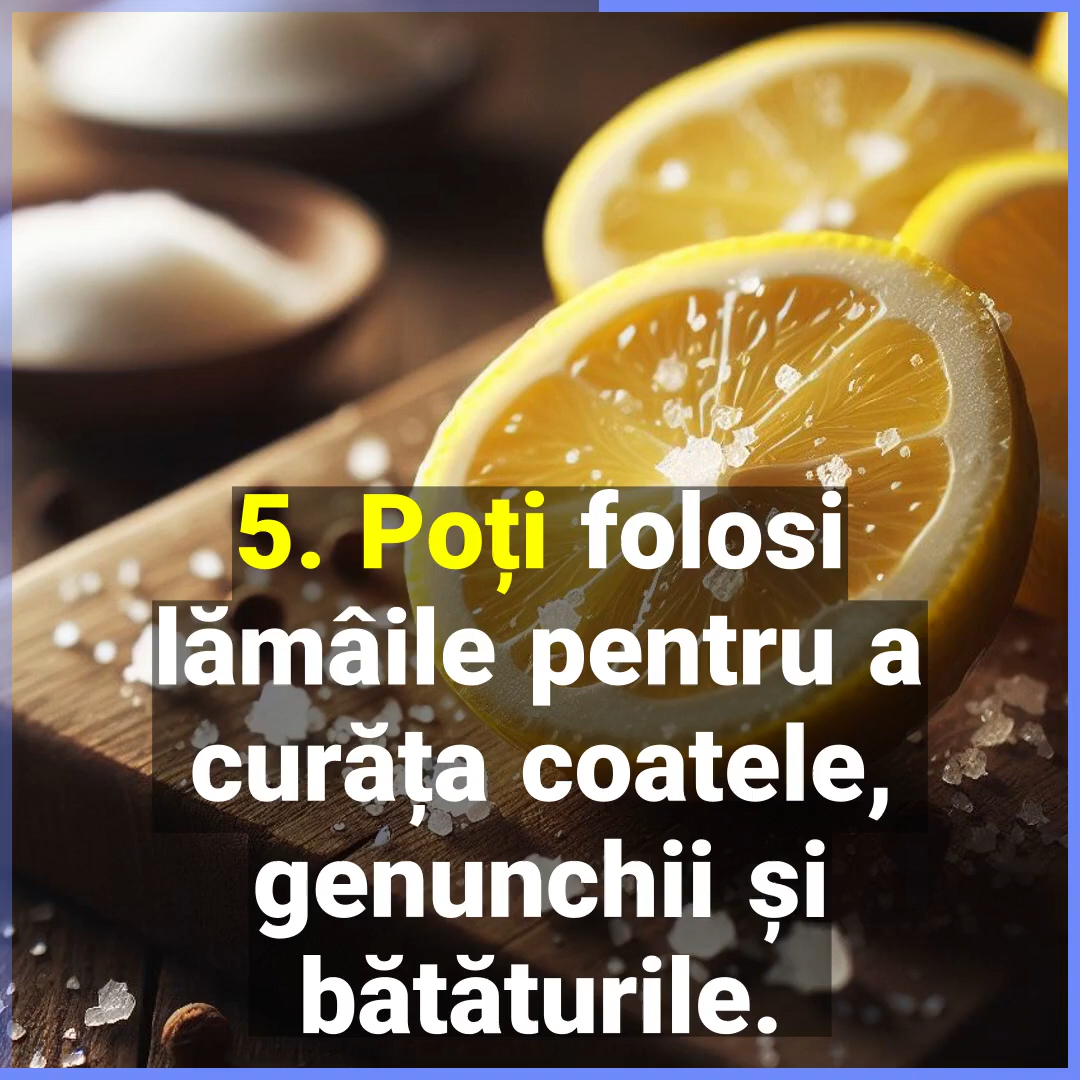 5. Poți folosi
lămâile pentru a
curăța coatele,
genunchii și
bătăturile.